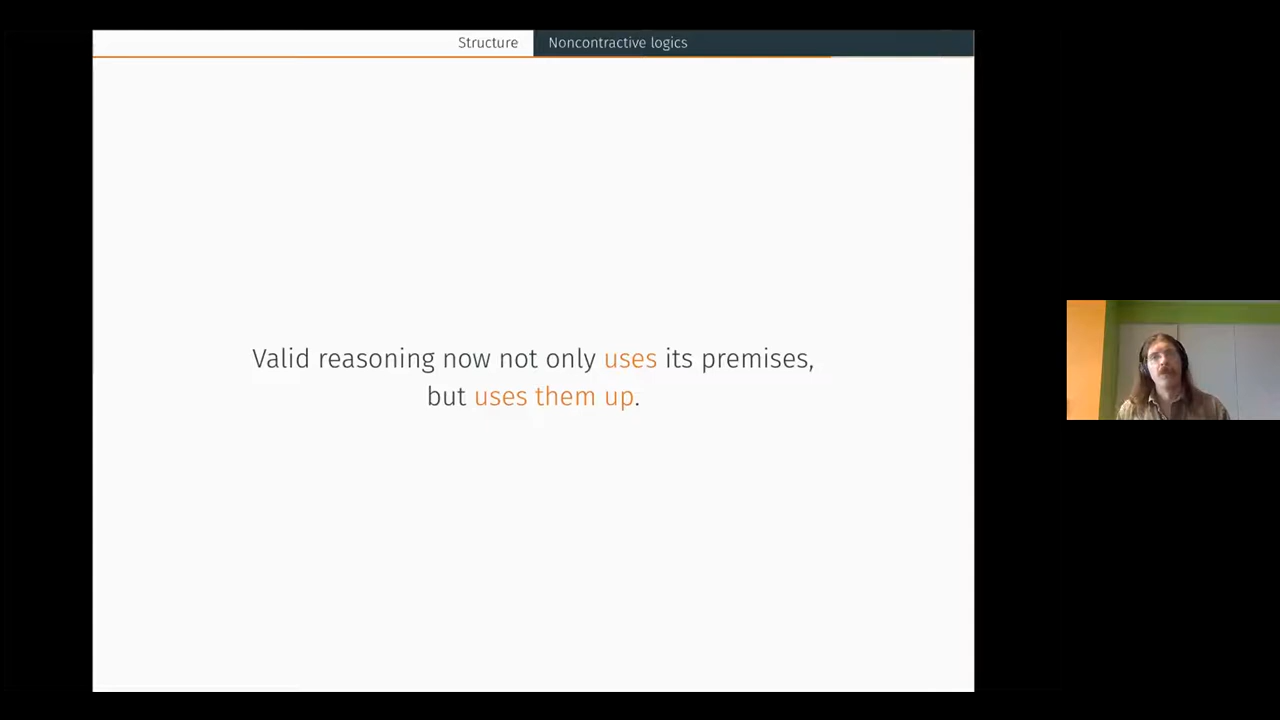 Structure
Noncontractive logics
Valid reasoning now not only uses its premises,
but uses them up.